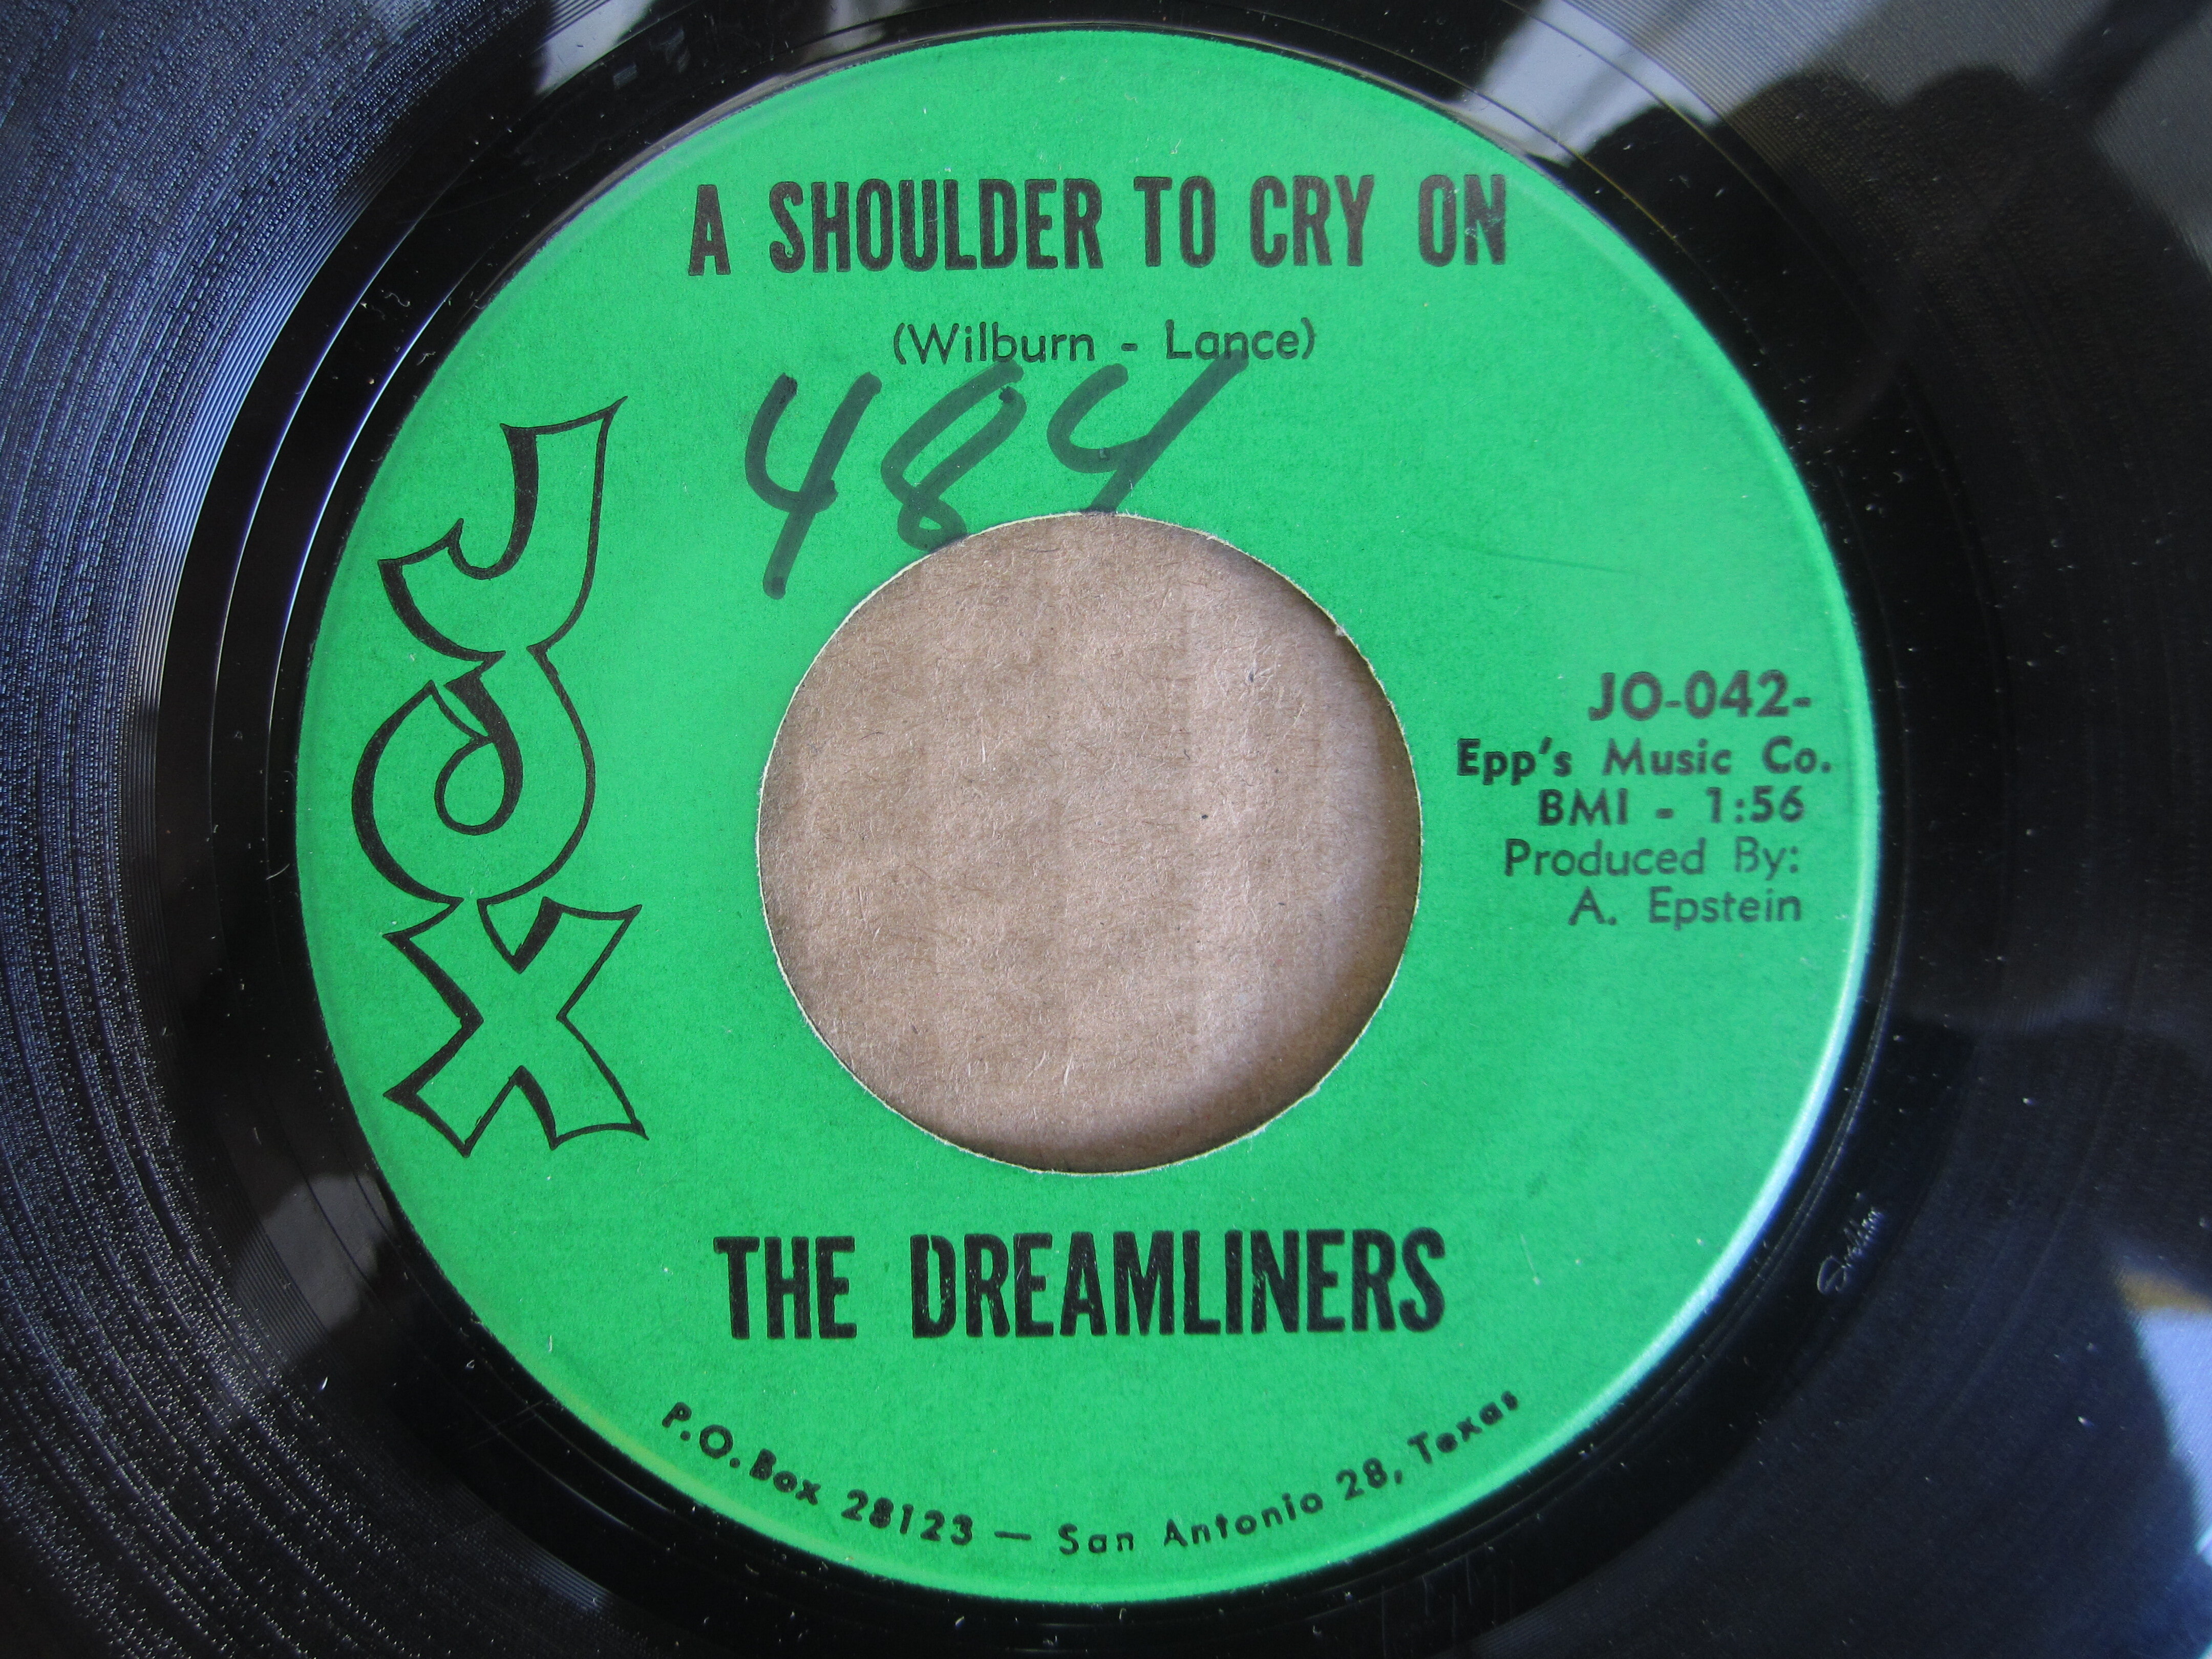 A SHOULDER TO CRY ON
(Wilburn - Lance)
484
JOX
JO-042-
Epp's Music Co.
BMI - 1:56
Produced By:
A. Epstein
THE DREAMLINERS
P.O. Box 28123 — San Antonio 28, Texas